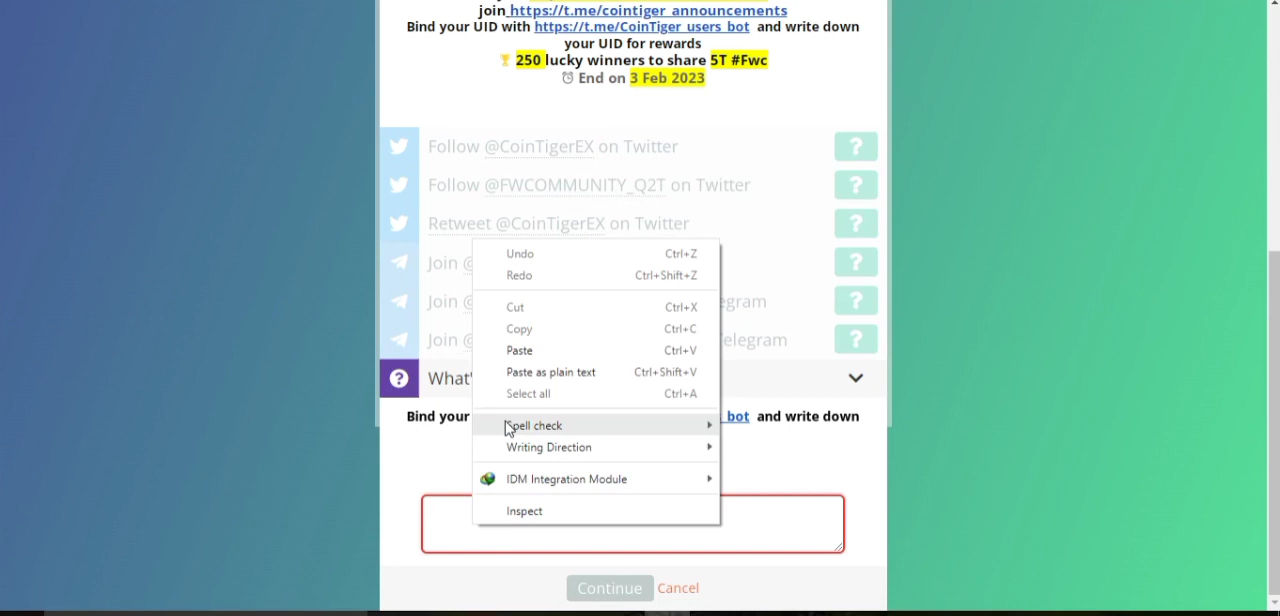 join https://t.me/cointiger_announcements
Bind your UID with https://t.me/CoinTiger_users_bot and write down
your UID for rewards
250 lucky winners to share 5T #Fwc
End on 3 Feb 2023
Follow @CoinTigerEX on Twitter ?
Follow @FWCOMMUNITY_Q2T on Twitter ?
Retweet @CoinTigerEX on Twitter ?
Join @ ?
Join @ egram ?
Join @ elegram ?
? What'
Bind your s_bot and write down
Undo Ctrl+Z
Redo Ctrl+Shift+Z
Cut Ctrl+X
Copy Ctrl+C
Paste Ctrl+V
Paste as plain text Ctrl+Shift+V
Select all Ctrl+A
Spell check
Writing Direction
IDM Integration Module
Inspect
Continue Cancel